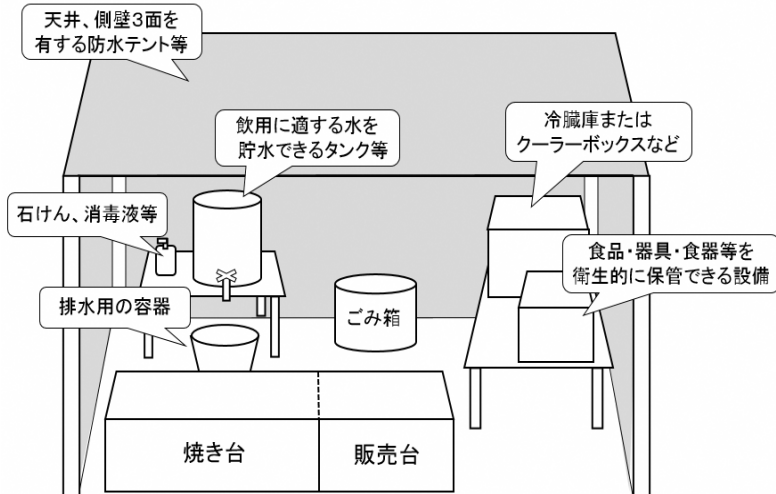 天井、側壁3面を
有する防水テント等
飲用に適する水を
貯水できるタンク等
冷臓庫または
クーラーボックスなど
石けん、消毒液等
食品・器具・食器等を
衛生的に保管できる設備
排水用の容器
ごみ箱
焼き台
販売台